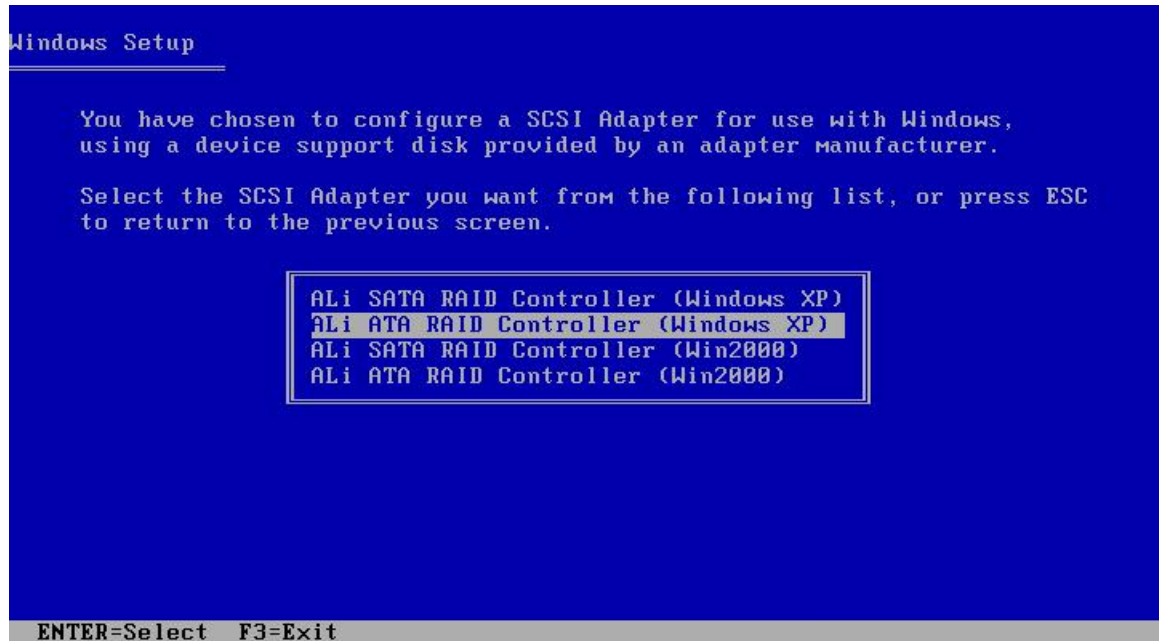 Windows Setup
You have chosen to configure a SCSI Adapter for use with Windows,
using a device support disk provided by an adapter manufacturer.
Select the SCSI Adapter you want from the following list, or press ESC
to return to the previous screen.
ALi SATA RAID Controller (Windows XP)
ALi ATA RAID Controller (Windows XP)
ALi SATA RAID Controller (Win2000)
ALi ATA RAID Controller (Win2000)
ENTER=Select F3=Exit